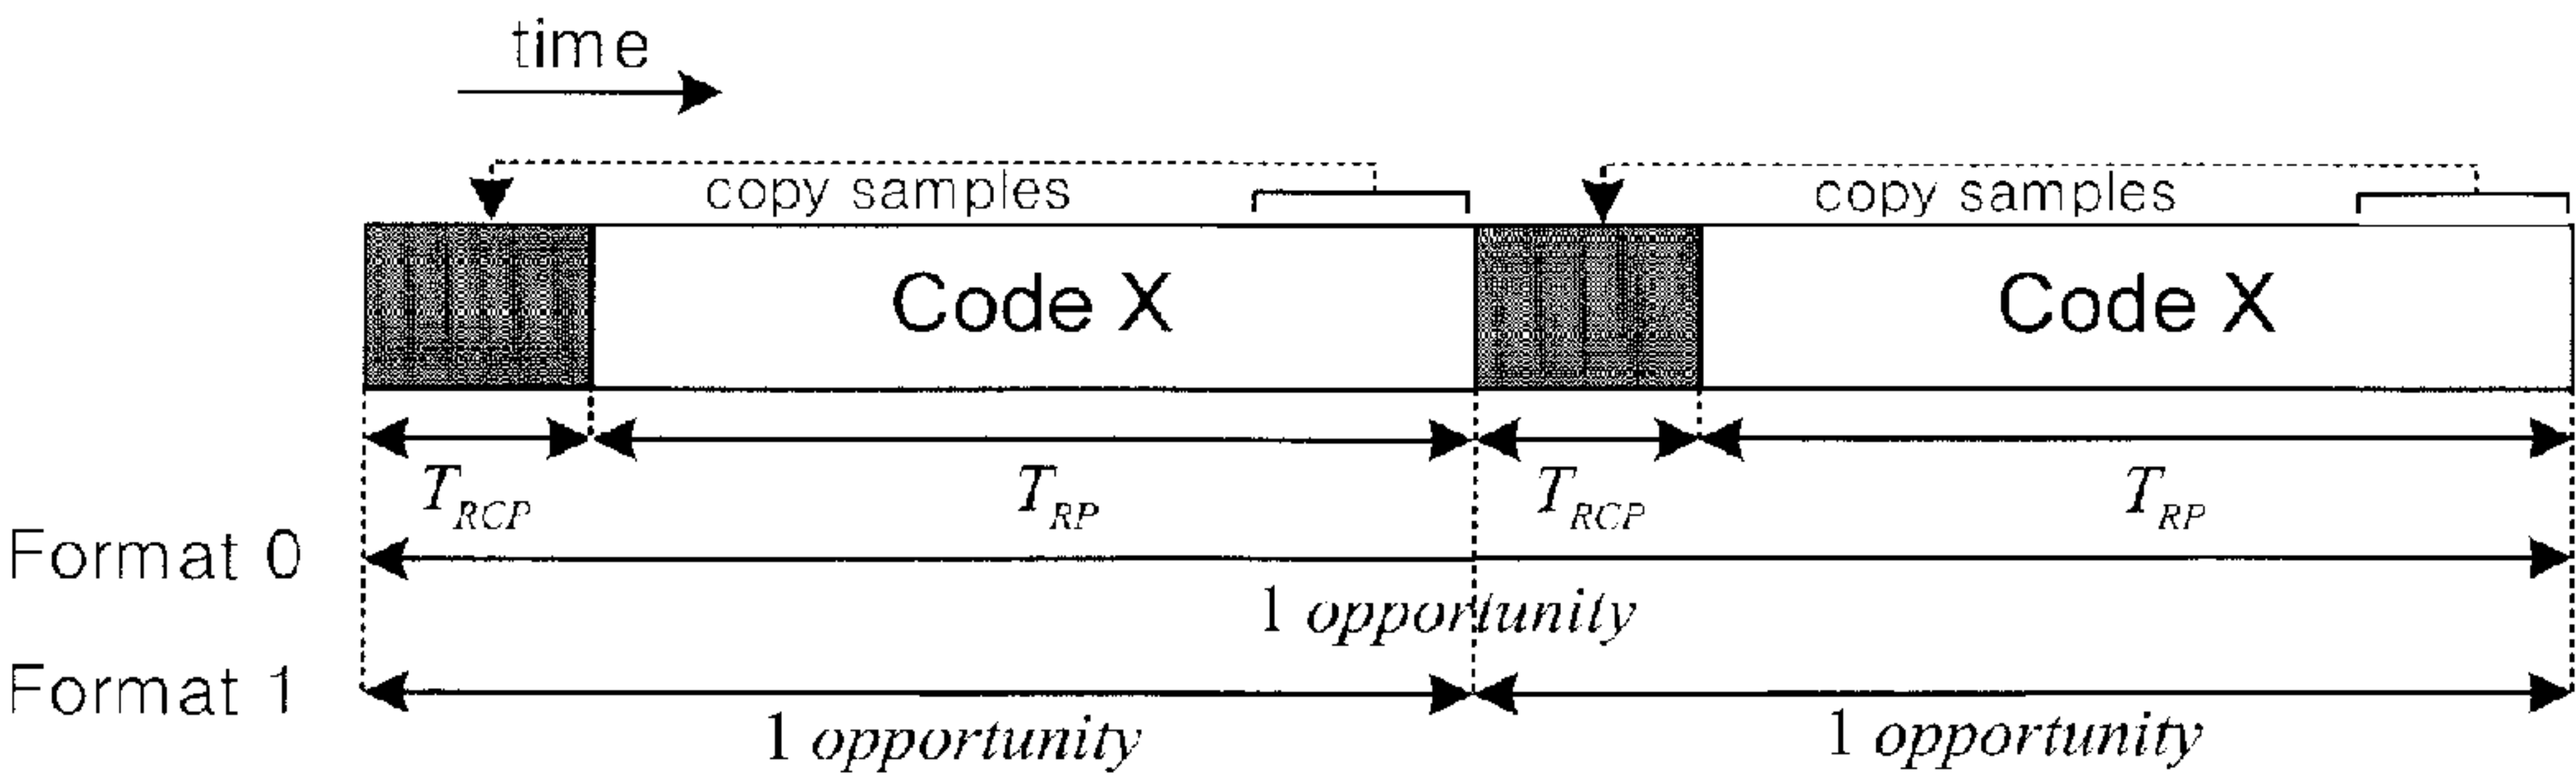 time
copy samples copy samples
Code X Code X
T_RCP T_RP T_RCP T_RP
Format 0
1 opportunity
Format 1
1 opportunity 1 opportunity